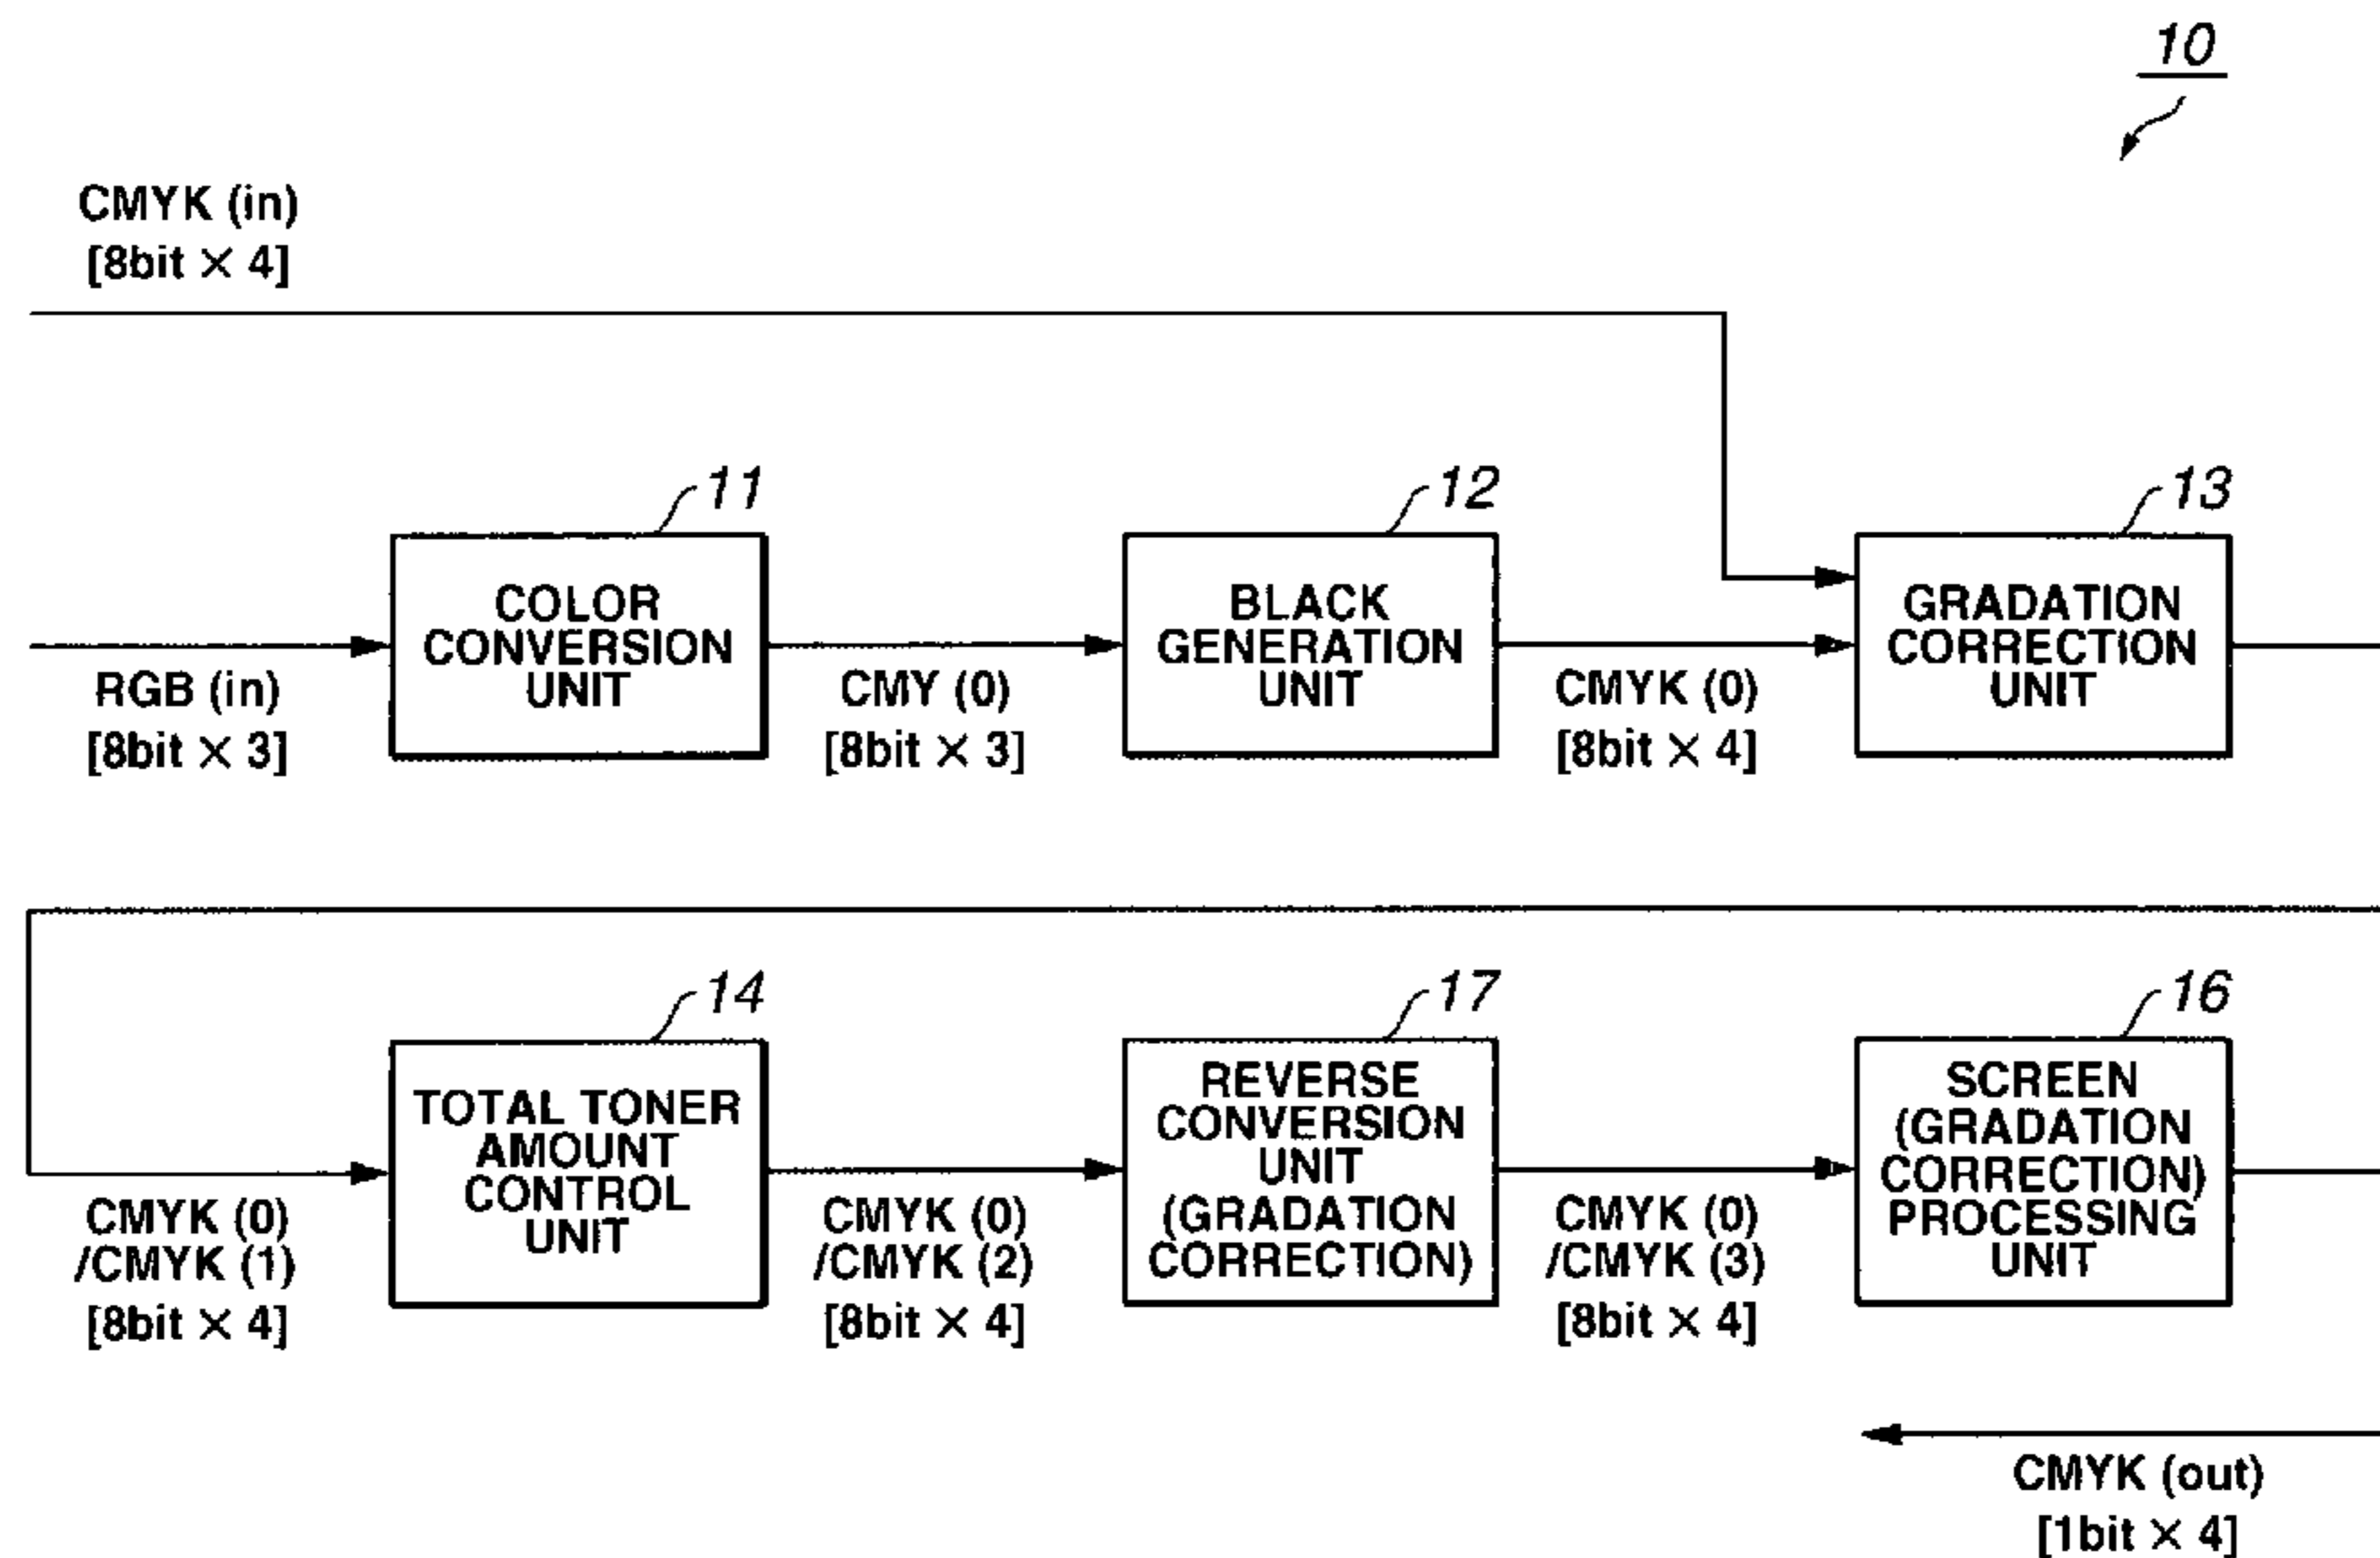 10
CMYK (in)
[8bit × 4]
11
12
13
COLOR
CONVERSION
UNIT
BLACK
GENERATION
UNIT
GRADATION
CORRECTION
UNIT
RGB (in)
[8bit × 3]
CMY (0)
[8bit × 3]
CMYK (0)
[8bit × 4]
14
17
16
TOTAL TONER
AMOUNT
CONTROL
UNIT
REVERSE
CONVERSION
UNIT
(GRADATION
CORRECTION)
SCREEN
(GRADATION
CORRECTION)
PROCESSING
UNIT
CMYK (0)
/CMYK (1)
[8bit × 4]
CMYK (0)
/CMYK (2)
[8bit × 4]
CMYK (0)
/CMYK (3)
[8bit × 4]
CMYK (out)
[1bit × 4]